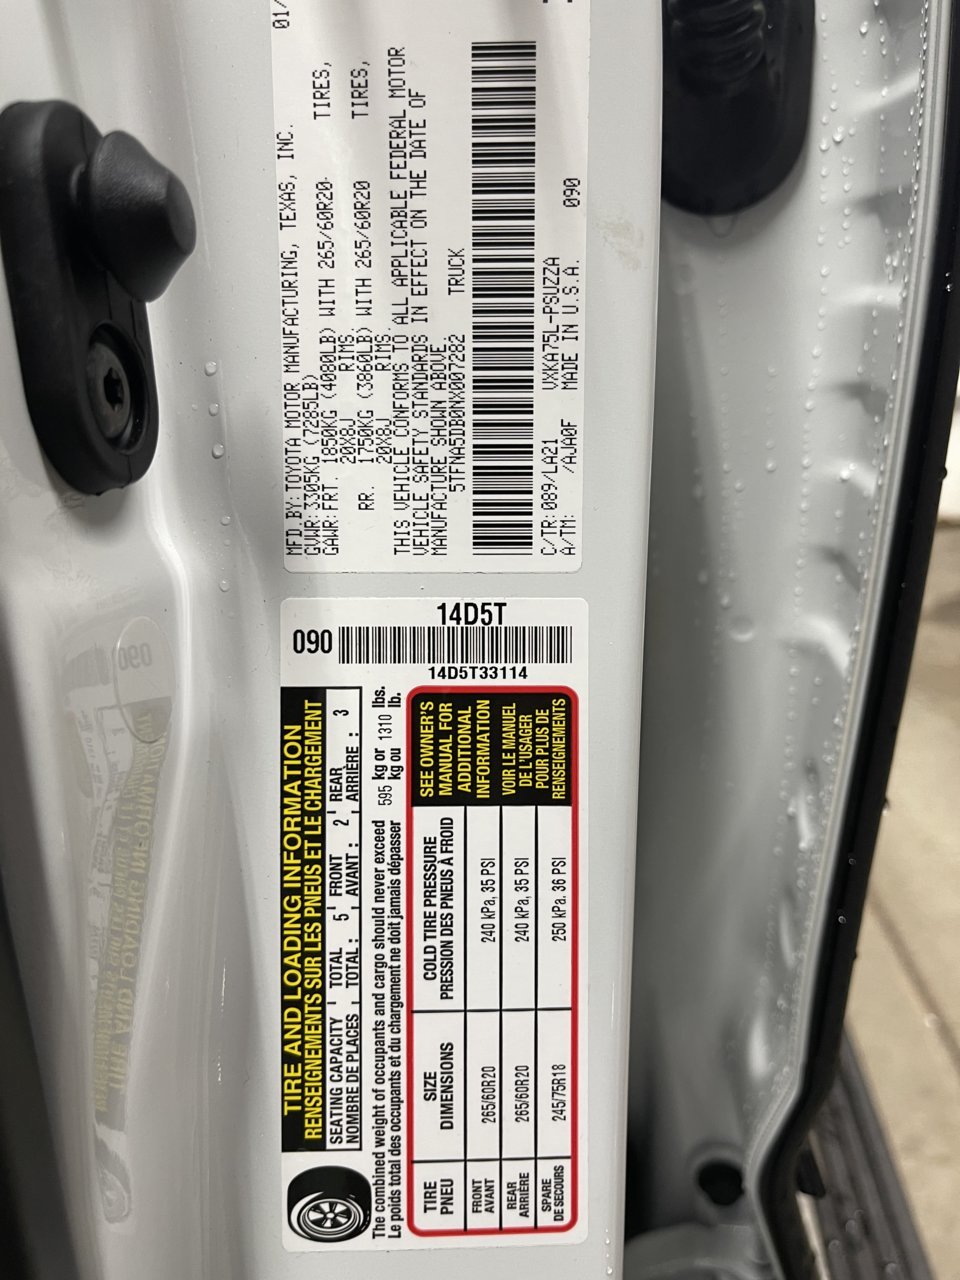 01/
MFD.BY:TOYOTA MOTOR MANUFACTURING, TEXAS, INC.
GVWR:3305KG (7285LB)
GAWR:FRT. 1850KG (4080LB) WITH 265/60R20 TIRES,
20X8J RIMS.
RR. 1750KG (3860LB) WITH 265/60R20 TIRES,
20X8J RIMS.
THIS VEHICLE CONFORMS TO ALL APPLICABLE FEDERAL MOTOR
VEHICLE SAFETY STANDARDS IN EFFECT ON THE DATE OF
MANUFACTURE SHOWN ABOVE.
5TFNA5DB0NX007282 TRUCK
C/TR:089/LA21 VXKA75L-PSUZZA 090
A/TM: /AJA0F MADE IN U.S.A.
TIRE AND LOADING INFORMATION
RENSEIGNEMENTS SUR LES PNEUS ET LE CHARGEMENT
090
14D5T
14D5T33114
SEATING CAPACITY TOTAL 5 FRONT 2 REAR 3
NOMBRE DE PLACES TOTAL : AVANT : ARRIÈRE :
The combined weight of occupants and cargo should never exceed 595 kg or 1310 lbs.
Le poids total des occupants et du chargement ne doit jamais dépasser kg ou lb.
TIRE SIZE COLD TIRE PRESSURE
PNEU DIMENSIONS PRESSION DES PNEUS À FROID
FRONT
AVANT 265/60R20 240 kPa, 35 PSI
REAR
ARRIÈRE 265/60R20 240 kPa, 35 PSI
SPARE
DE SECOURS 245/75R18 250 kPa, 36 PSI
SEE OWNER'S
MANUAL FOR
ADDITIONAL
INFORMATION
VOIR LE MANUEL
DE L'USAGER
POUR PLUS DE
RENSEIGNEMENTS